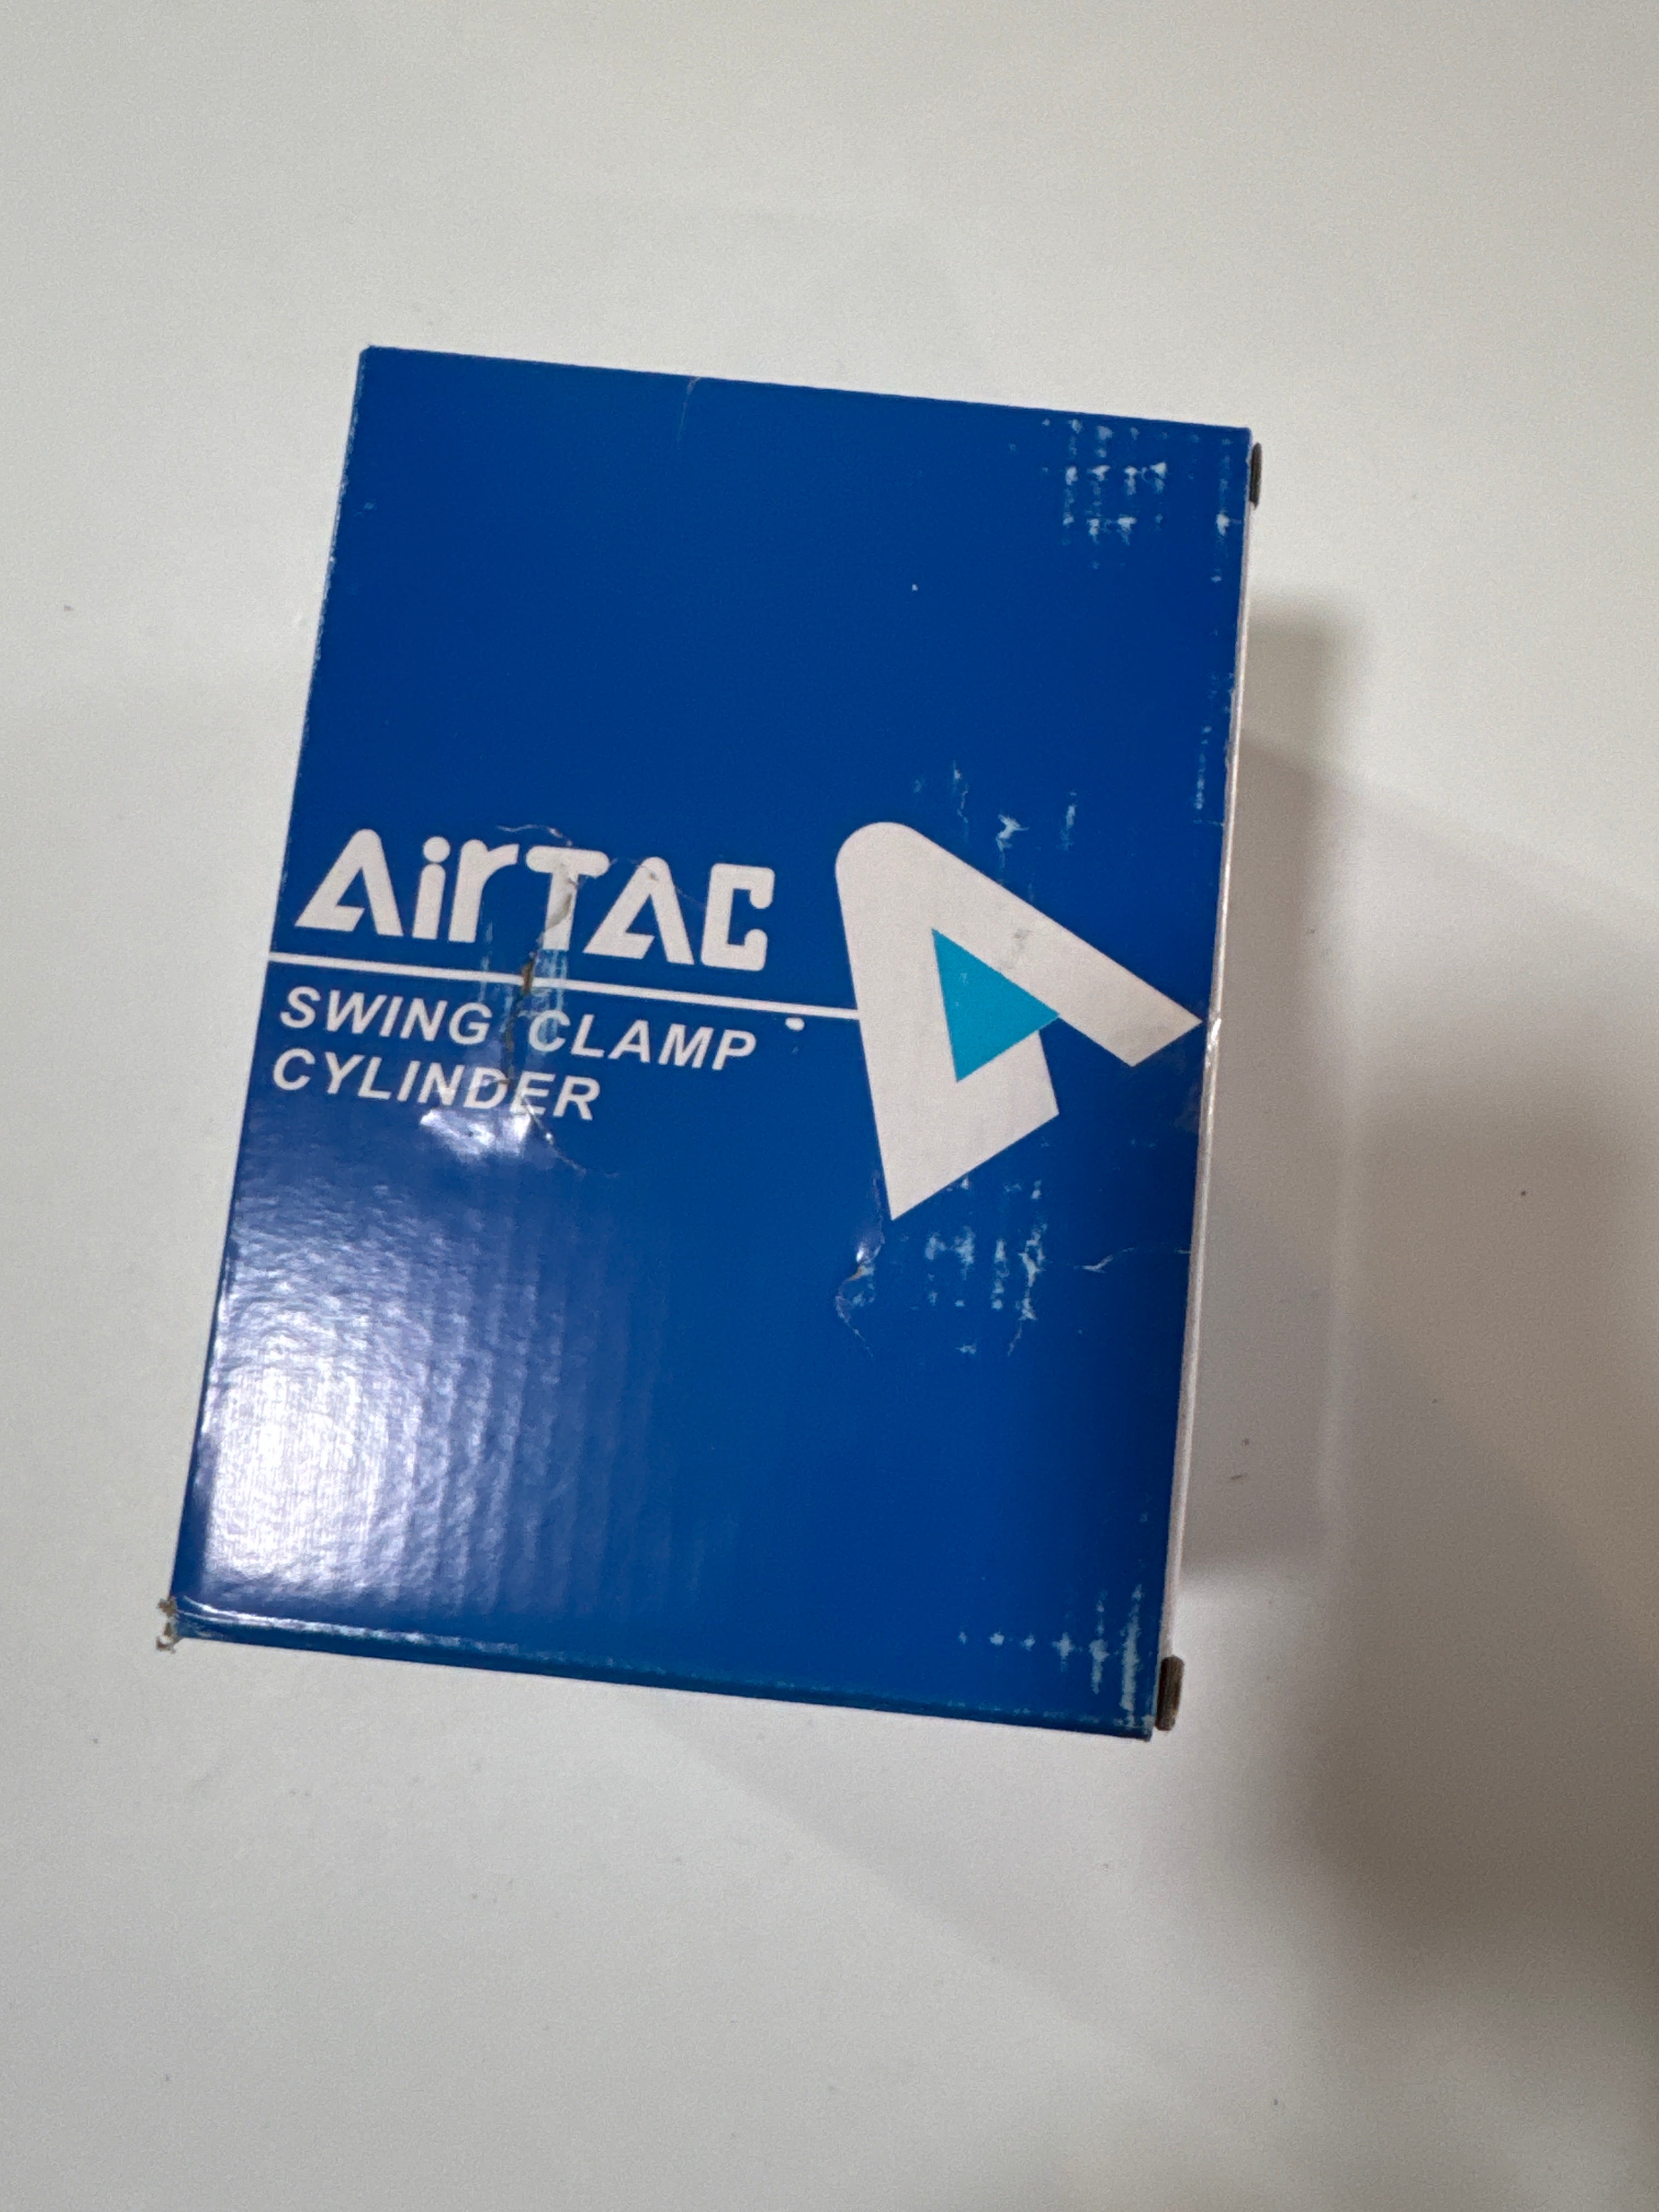 AirTAC
SWING CLAMP
CYLINDER